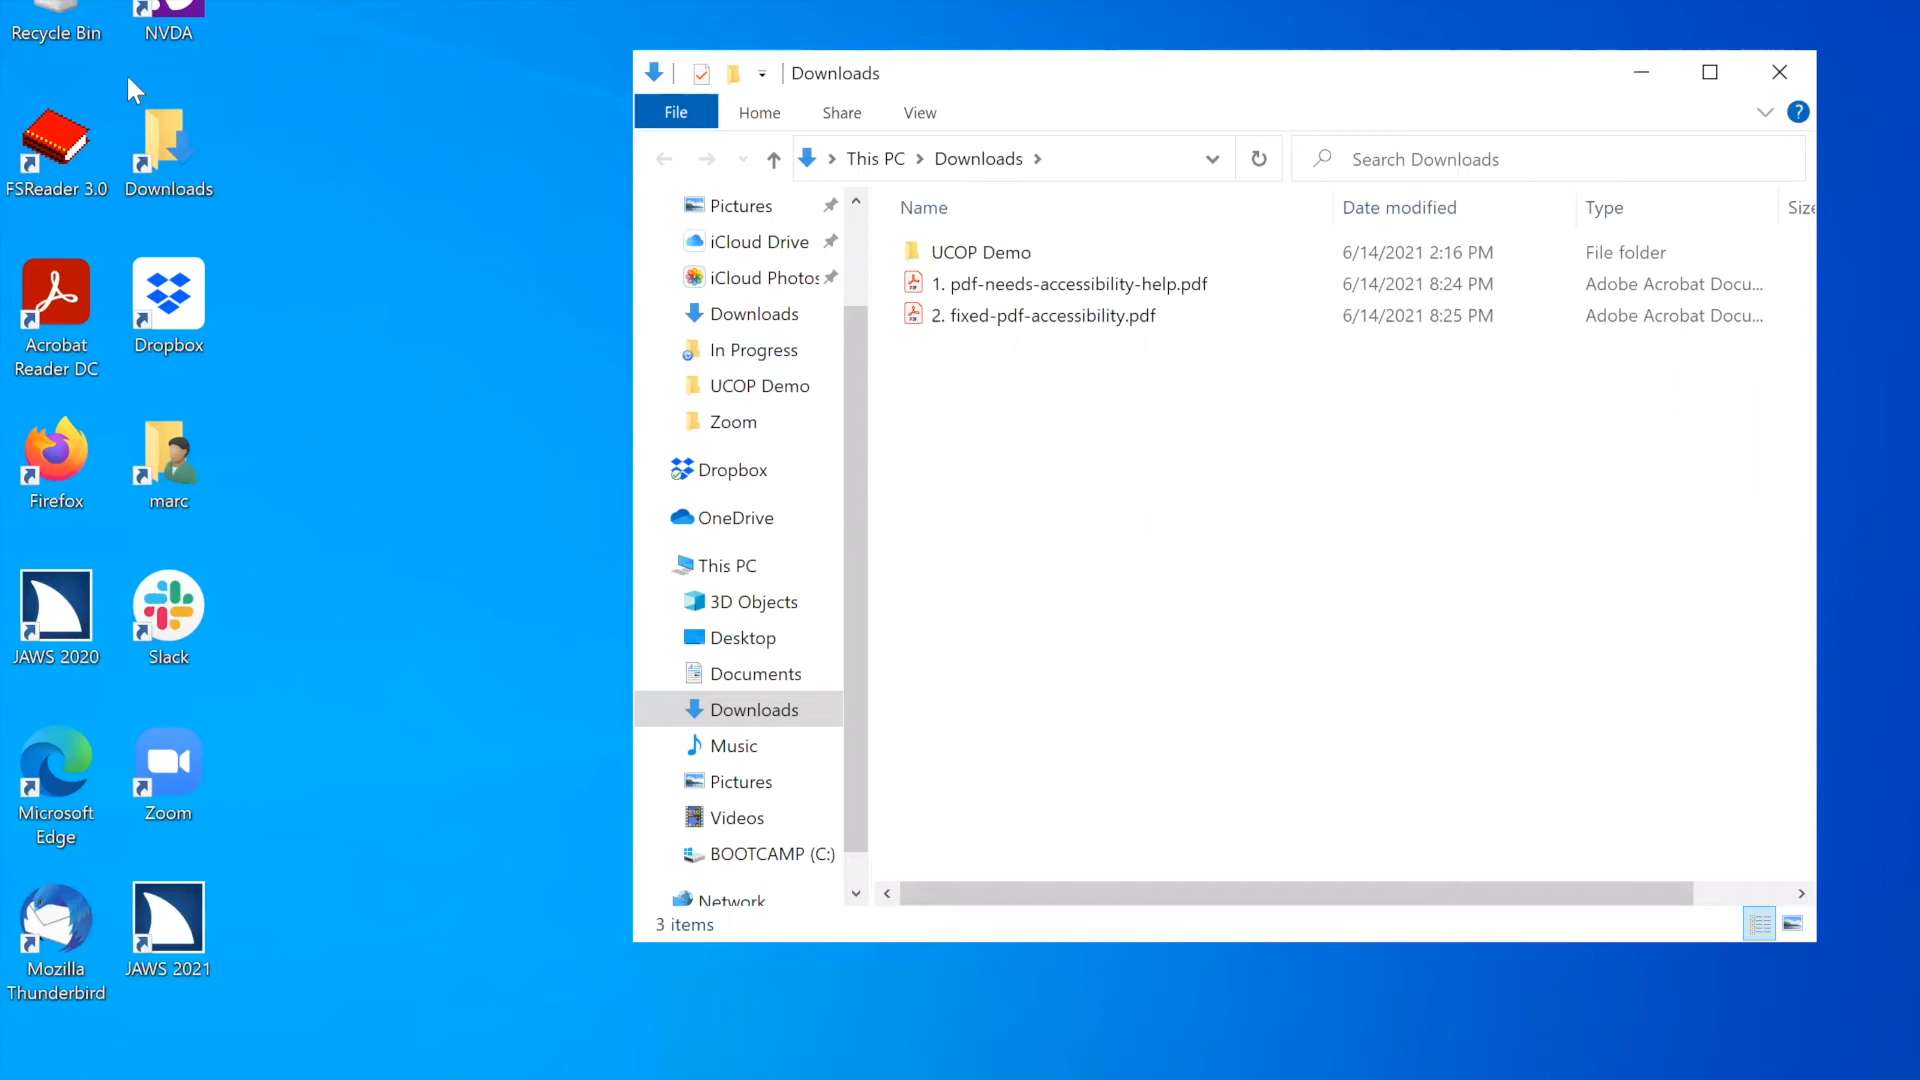 Recycle Bin
NVDA
FSReader 3.0
Downloads
Acrobat
Reader DC
Dropbox
Firefox
marc
JAWS 2020
Slack
Microsoft
Edge
Zoom
Mozilla
Thunderbird
JAWS 2021
Downloads
File
Home
Share
View
?
This PC
Downloads
Search Downloads
Pictures
iCloud Drive
iCloud Photos
Downloads
In Progress
UCOP Demo
Zoom
Dropbox
OneDrive
This PC
3D Objects
Desktop
Documents
Downloads
Music
Pictures
Videos
BOOTCAMP (C:)
Network
Name
Date modified
Type
Size
UCOP Demo
6/14/2021 2:16 PM
File folder
1. pdf-needs-accessibility-help.pdf
6/14/2021 8:24 PM
Adobe Acrobat Docu...
2. fixed-pdf-accessibility.pdf
6/14/2021 8:25 PM
Adobe Acrobat Docu...
3 items